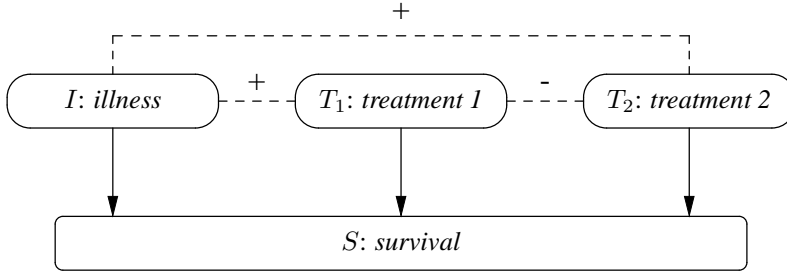 +
I: illness
+
T₁: treatment 1
-
T₂: treatment 2
S: survival